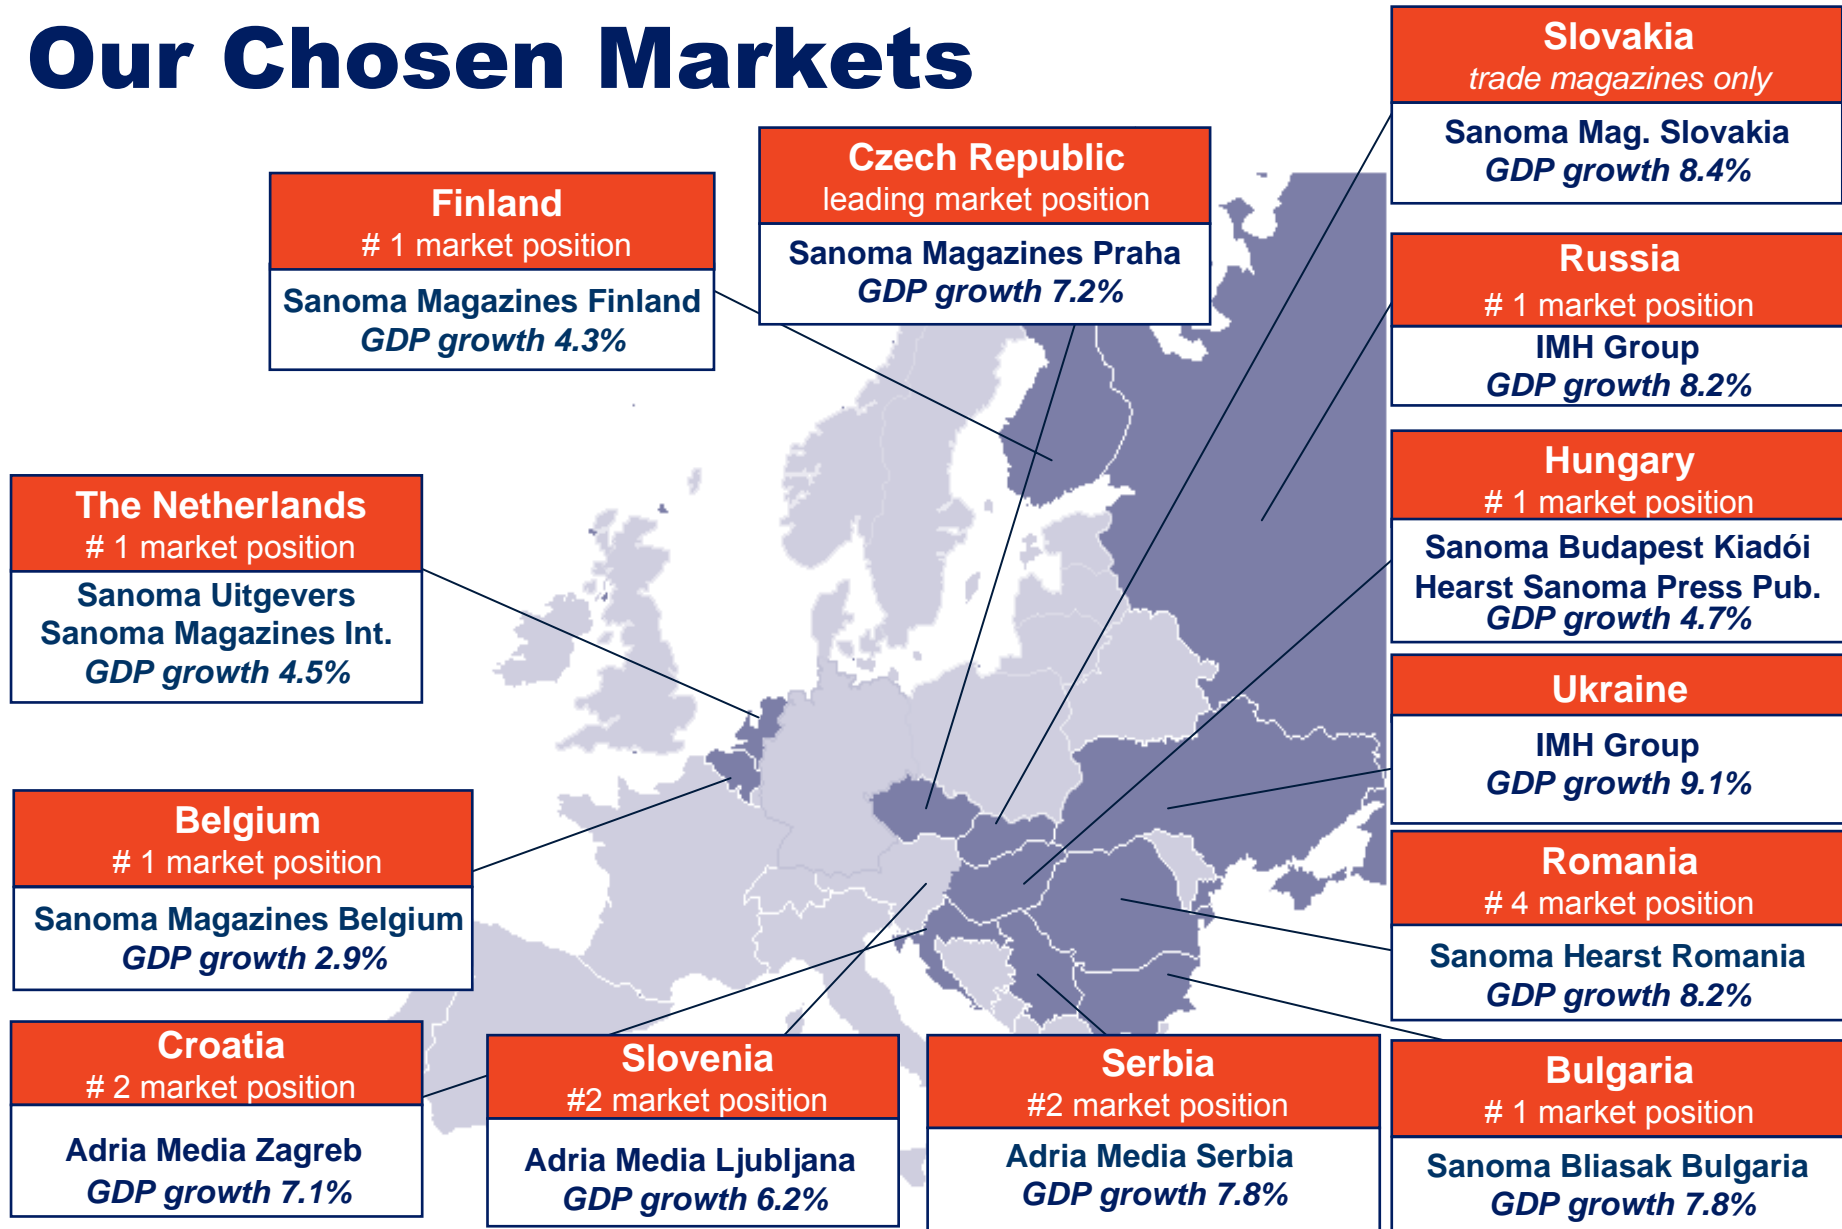 Our Chosen Markets
Slovakia
trade magazines only
Sanoma Mag. Slovakia
GDP growth 8.4%
Czech Republic
leading market position
Sanoma Magazines Praha
GDP growth 7.2%
Finland
# 1 market position
Sanoma Magazines Finland
GDP growth 4.3%
Russia
# 1 market position
IMH Group
GDP growth 8.2%
Hungary
# 1 market position
Sanoma Budapest Kiadói
Hearst Sanoma Press Pub.
GDP growth 4.7%
The Netherlands
# 1 market position
Sanoma Uitgevers
Sanoma Magazines Int.
GDP growth 4.5%
Ukraine
IMH Group
GDP growth 9.1%
Belgium
# 1 market position
Sanoma Magazines Belgium
GDP growth 2.9%
Romania
# 4 market position
Sanoma Hearst Romania
GDP growth 8.2%
Croatia
# 2 market position
Adria Media Zagreb
GDP growth 7.1%
Slovenia
#2 market position
Adria Media Ljubljana
GDP growth 6.2%
Serbia
#2 market position
Adria Media Serbia
GDP growth 7.8%
Bulgaria
# 1 market position
Sanoma Bliasak Bulgaria
GDP growth 7.8%